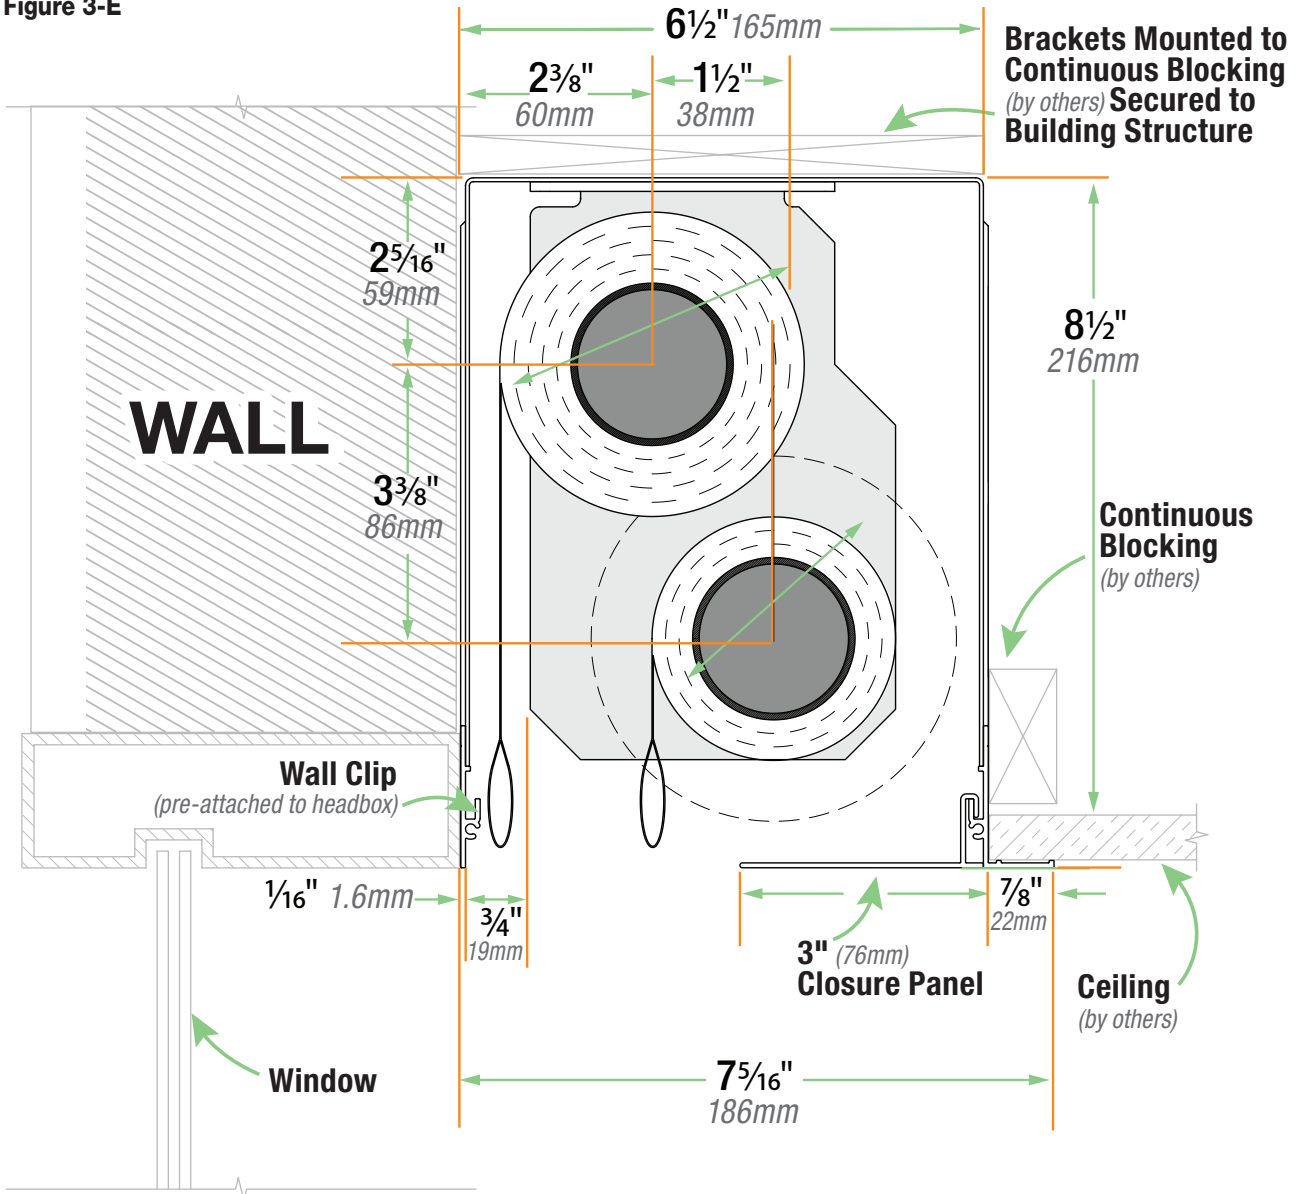 Figure 3-E
6½" 165mm
2⅜"
60mm
1½"
38mm
Brackets Mounted to
Continuous Blocking
(by others) Secured to
Building Structure
2 5/16"
59mm
8½"
216mm
WALL
3⅜"
86mm
Continuous
Blocking
(by others)
Wall Clip
(pre-attached to headbox)
1/16" 1.6mm
¾"
19mm
⅞"
22mm
3" (76mm)
Closure Panel
Ceiling
(by others)
Window
7 5/16"
186mm